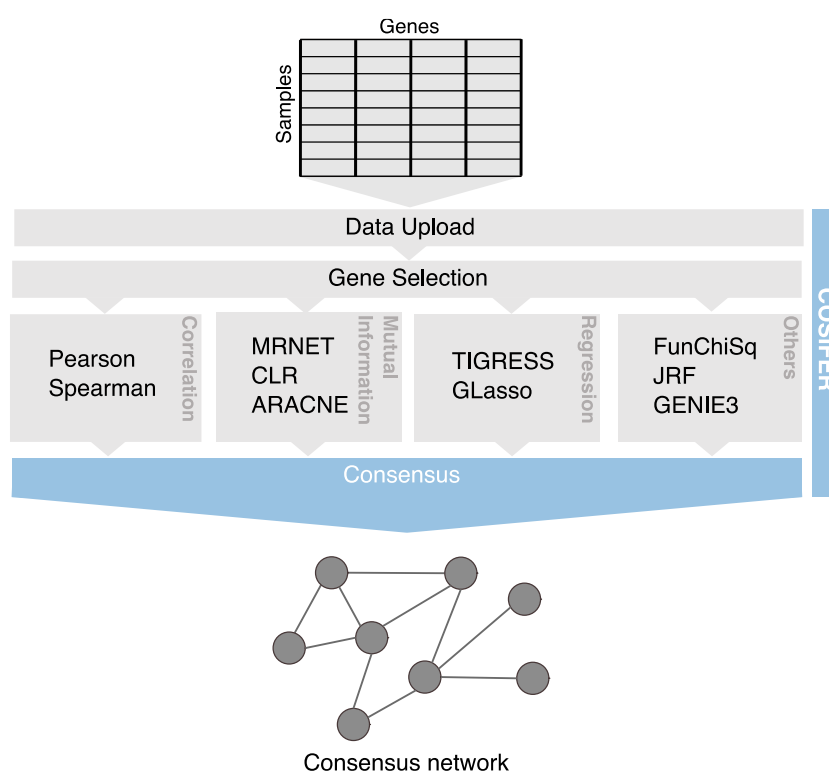 Genes
Samples
Data Upload
Gene Selection
Pearson
Spearman
Correlation
MRNET
CLR
ARACNE
Mutual
Information
TIGRESS
GLasso
Regression
FunChiSq
JRF
GENIE3
Others
COSIFER
Consensus
Consensus network